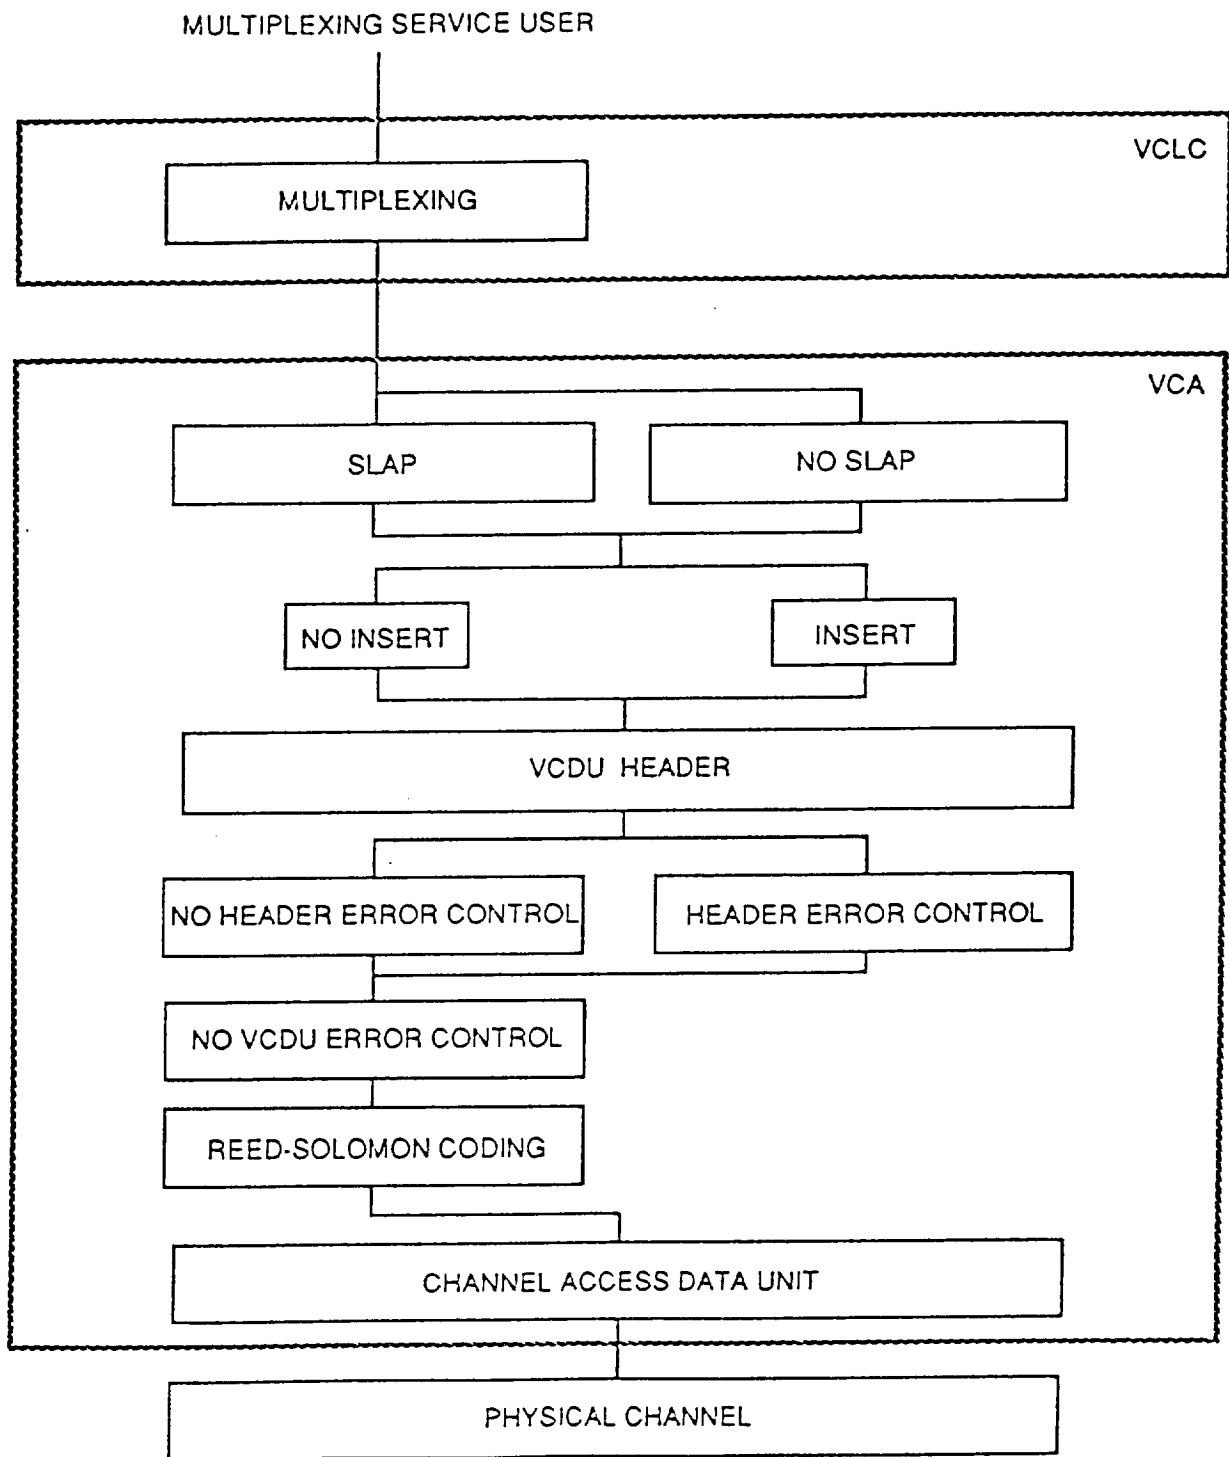 MULTIPLEXING SERVICE USER
VCLC
MULTIPLEXING
VCA
SLAP
NO SLAP
NO INSERT
INSERT
VCDU HEADER
NO HEADER ERROR CONTROL
HEADER ERROR CONTROL
NO VCDU ERROR CONTROL
REED-SOLOMON CODING
CHANNEL ACCESS DATA UNIT
PHYSICAL CHANNEL